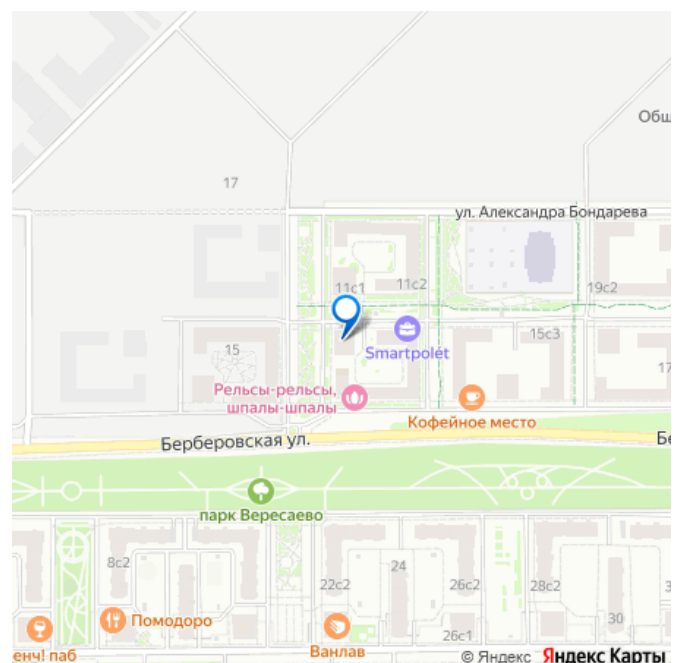 Общ
17
ул. Александра Бондарева
11с1
11с2
19с2
15с3
Smartpolét
15
17
Рельсы-рельсы,
шпалы-шпалы
Кофейное место
Берберовская ул.
Бе
парк Вересаево
8с2
24
22с2
26с2
28с2
3
Помодоро
30
26с1
енч! паб
Ванлав
© Яндекс Яндекс Карты